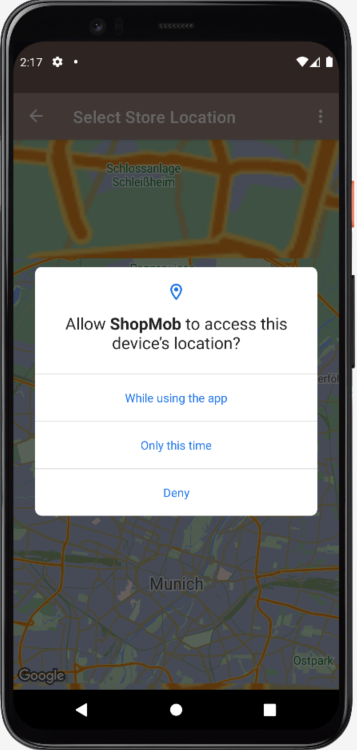 2:17
Select Store Location
Schlossanlage
Schleißheim
Allow ShopMob to access this
device's location?
While using the app
Only this time
Deny
Munich
Ostpark
Google